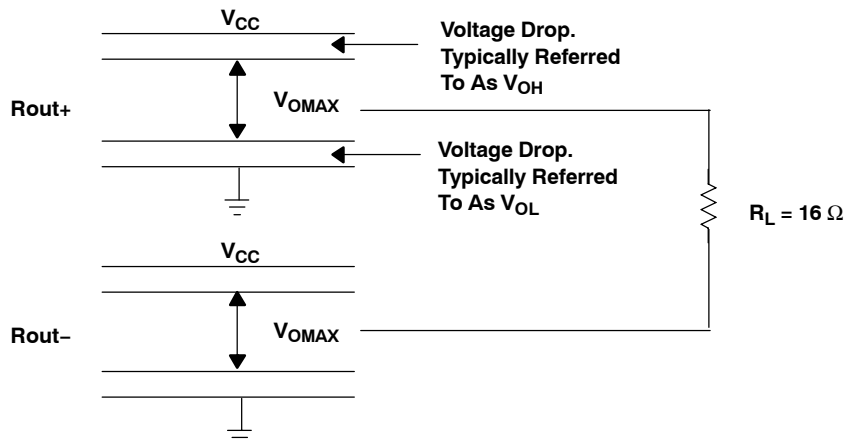 VCC
Voltage Drop.
Typically Referred
To As VOH
Rout+
VOMAX
Voltage Drop.
Typically Referred
To As VOL
RL = 16 Ω
VCC
Rout−
VOMAX